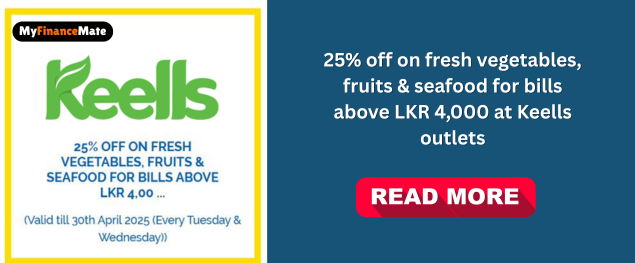 MyFinanceMate
Keells
25% OFF ON FRESH
VEGETABLES, FRUITS &
SEAFOOD FOR BILLS ABOVE
LKR 4,00 ...
(Valid till 30th April 2025 (Every Tuesday &
Wednesday))
25% off on fresh vegetables,
fruits & seafood for bills
above LKR 4,000 at Keells
outlets
READ MORE